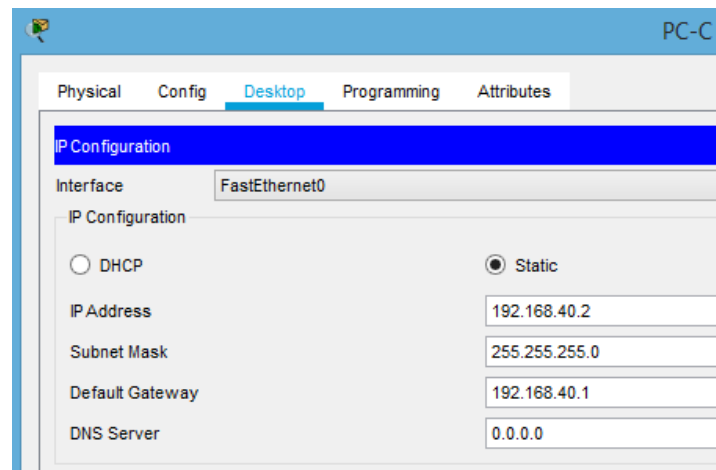 PC-C
Physical Config Desktop Programming Attributes
IP Configuration
Interface FastEthernet0
IP Configuration
DHCP Static
IP Address 192.168.40.2
Subnet Mask 255.255.255.0
Default Gateway 192.168.40.1
DNS Server 0.0.0.0